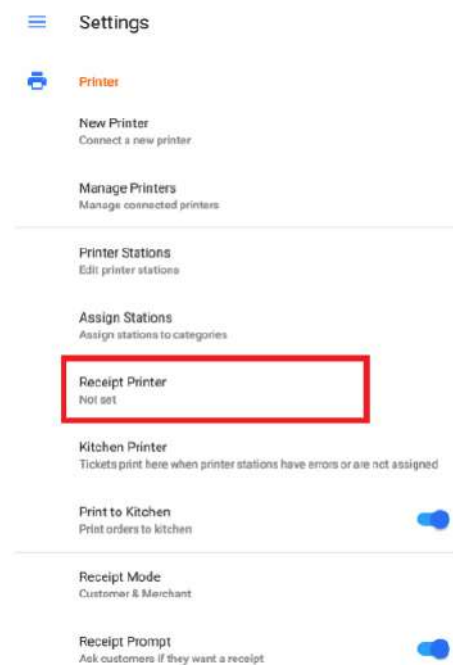 Settings
Printer
New Printer
Connect a new printer
Manage Printers
Manage connected printers
Printer Stations
Edit printer stations
Assign Stations
Assign stations to categories
Receipt Printer
Not set
Kitchen Printer
Tickets print here when printer stations have errors or are not assigned
Print to Kitchen
Print orders to kitchen
Receipt Mode
Customer & Merchant
Receipt Prompt
Ask customers if they want a receipt